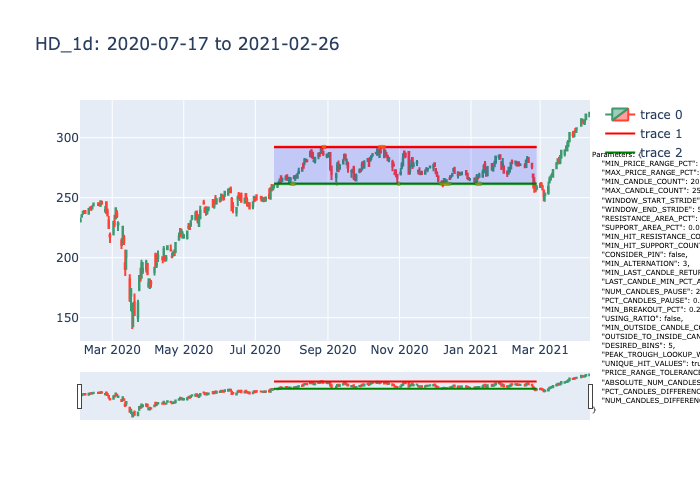 HD_1d: 2020-07-17 to 2021-02-26
300
250
200
150
Mar 2020
May 2020
Jul 2020
Sep 2020
Nov 2020
Jan 2021
Mar 2021
trace 0
trace 1
trace 2
Parameters: {
"MIN_PRICE_RANGE_PCT":
"MAX_PRICE_RANGE_PCT":
"MIN_CANDLE_COUNT": 20
"MAX_CANDLE_COUNT": 25
"WINDOW_START_STRIDE"
"WINDOW_END_STRIDE": 5
"RESISTANCE_AREA_PCT":
"SUPPORT_AREA_PCT": 0.0
"MIN_HIT_RESISTANCE_CO
"MIN_HIT_SUPPORT_COUNT
"CONSIDER_PIN": false,
"MIN_ALTERNATION": 3,
"MIN_LAST_CANDLE_RETUR
"LAST_CANDLE_MIN_PCT_A
"NUM_CANDLES_PAUSE": 2
"PCT_CANDLES_PAUSE": 0.
"MIN_BREAKOUT_PCT": 0.2
"USING_RATIO": false,
"MIN_OUTSIDE_CANDLE_CO
"OUTSIDE_TO_INSIDE_CAN
"DESIRED_BINS": 5,
"PEAK_TROUGH_LOOKUP_W
"UNIQUE_HIT_VALUES": tru
"PRICE_RANGE_TOLERANC
"ABSOLUTE_NUM_CANDLES
"PCT_CANDLES_DIFFERENC
"NUM_CANDLES_DIFFEREN
}